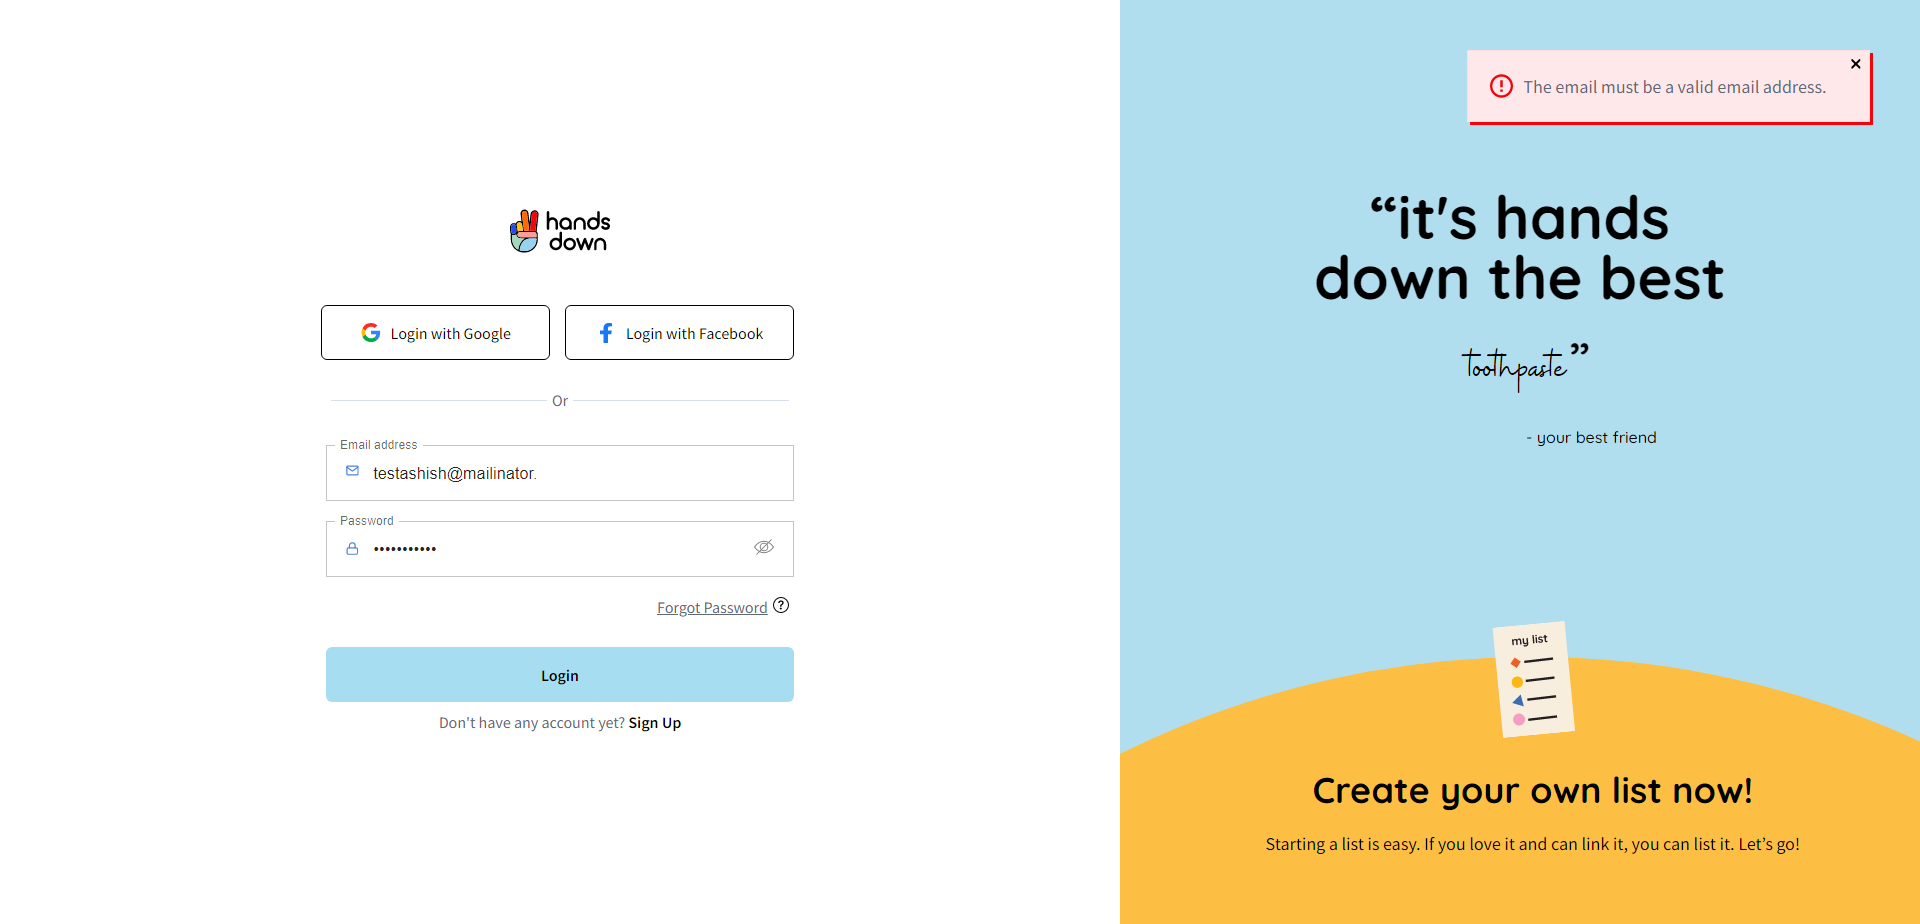 hands
down
Login with Google
Login with Facebook
Or
Email address
testashish@mailinator.
Password
•••••••••••
Forgot Password ?
Login
Don't have any account yet? Sign Up
The email must be a valid email address.
“it's hands
down the best
toothpaste”
- your best friend
my list
Create your own list now!
Starting a list is easy. If you love it and can link it, you can list it. Let’s go!